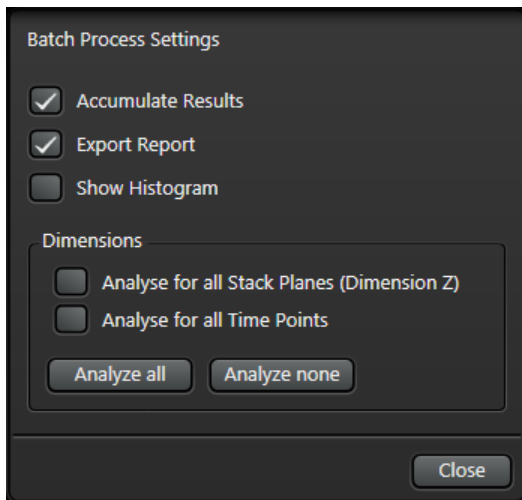 Batch Process Settings
Accumulate Results
Export Report
Show Histogram
Dimensions
Analyse for all Stack Planes (Dimension Z)
Analyse for all Time Points
Analyze all Analyze none
Close